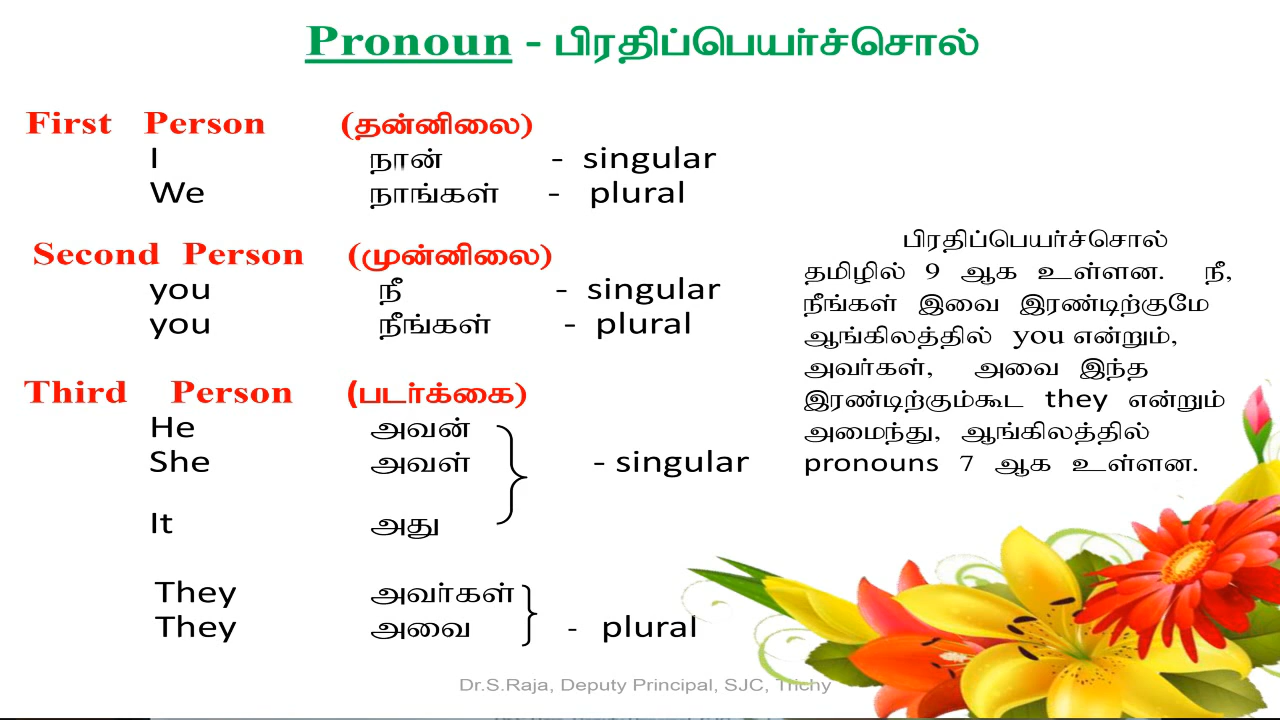 Pronoun - பிரதிப்பெயர்ச்சொல்
First Person (தன்னிலை)
I நான் - singular
We நாங்கள் - plural
Second Person (முன்னிலை)
you நீ - singular
you நீங்கள் - plural
Third Person (படர்க்கை)
He அவன்
She அவள் - singular
It அது
They அவர்கள்
They அவை - plural
பிரதிப்பெயர்ச்சொல்
தமிழில் 9 ஆக உள்ளன. நீ,
நீங்கள் இவை இரண்டிற்குமே
ஆங்கிலத்தில் you என்றும்,
அவர்கள், அவை இந்த
இரண்டிற்கும்கூட they என்றும்
அமைந்து, ஆங்கிலத்தில்
pronouns 7 ஆக உள்ளன.
Dr.S.Raja, Deputy Principal, SJC, Trichy